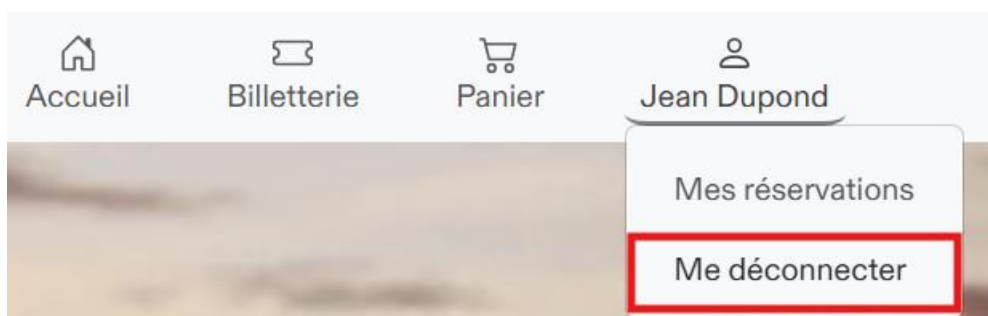 Accueil Billetterie Panier Jean Dupond
Mes réservations
Me déconnecter